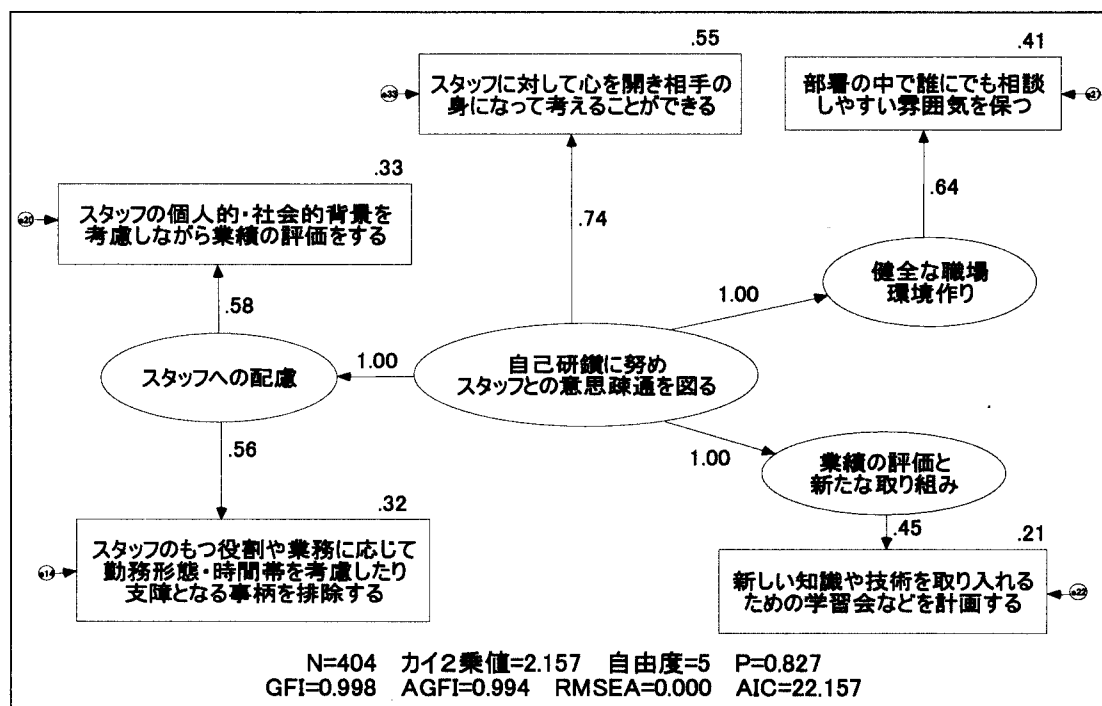 .55
スタッフに対して心を開き相手の
身になって考えることができる
e33
.41
部署の中で誰にでも相談
しやすい雰囲気を保つ
.33
スタッフの個人的・社会的背景を
考慮しながら業績の評価をする
e20
.74
.64
健全な職場
環境作り
.58
1.00
スタッフへの配慮
1.00
自己研鑽に努め
スタッフとの意思疎通を図る
.56
1.00
業績の評価と
新たな取り組み
.45
.32
スタッフのもつ役割や業務に応じて
勤務形態・時間帯を考慮したり
支障となる事柄を排除する
e14
.21
新しい知識や技術を取り入れる
ための学習会などを計画する
e22
N=404 カイ2乗値=2.157 自由度=5 P=0.827
GFI=0.998 AGFI=0.994 RMSEA=0.000 AIC=22.157